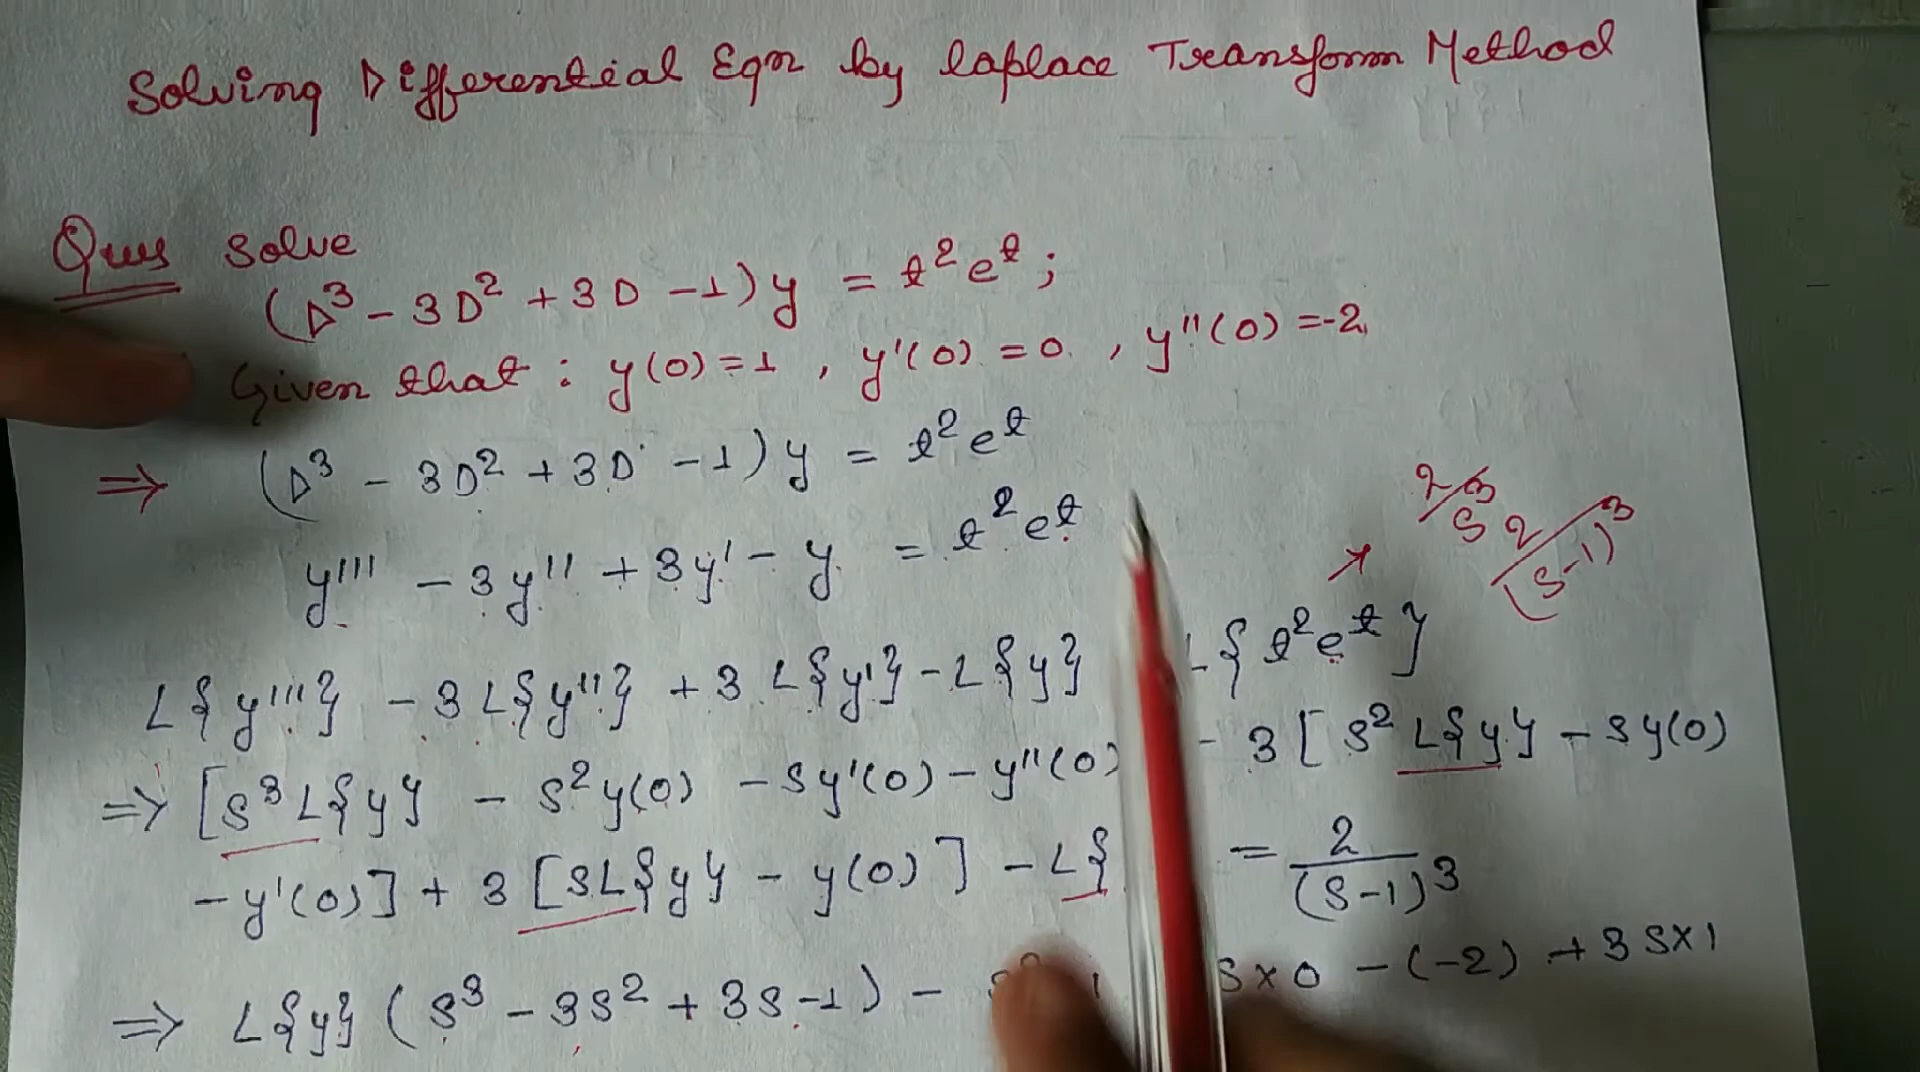 Solving Differential Eqn by Laplace Transform Method
Ques Solve
(D³ - 3D² + 3D - 1)y = t²eᵗ;
Given that : y(0) = 1 , y'(0) = 0 , y''(0) = -2
⇒ (D³ - 3D² + 3D - 1)y = t²eᵗ
y''' - 3y'' + 3y' - y = t²eᵗ
2/s³ 2/(s-1)³
L{y'''} - 3L{y''} + 3L{y'} - L{y} L{t²eᵗ}
⇒ [s³L{y} - s²y(0) - sy'(0) - y''(0) - 3[s²L{y} - sy(0)
- y'(0)] + 3[sL{y} - y(0)] - L{ = 2/(s-1)³
⇒ L{y}(s³ - 3s² + 3s - 1) - s×0 - (-2) + 3s×1